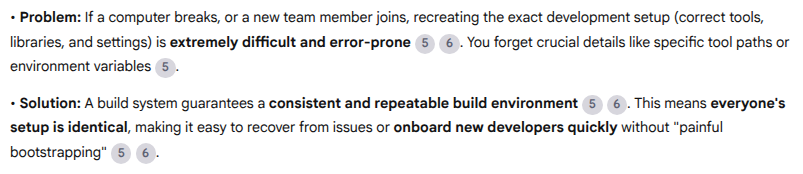 • Problem: If a computer breaks, or a new team member joins, recreating the exact development setup (correct tools,
libraries, and settings) is extremely difficult and error-prone 5 6. You forget crucial details like specific tool paths or
environment variables 5.
• Solution: A build system guarantees a consistent and repeatable build environment 5 6. This means everyone's
setup is identical, making it easy to recover from issues or onboard new developers quickly without "painful
bootstrapping" 5 6.